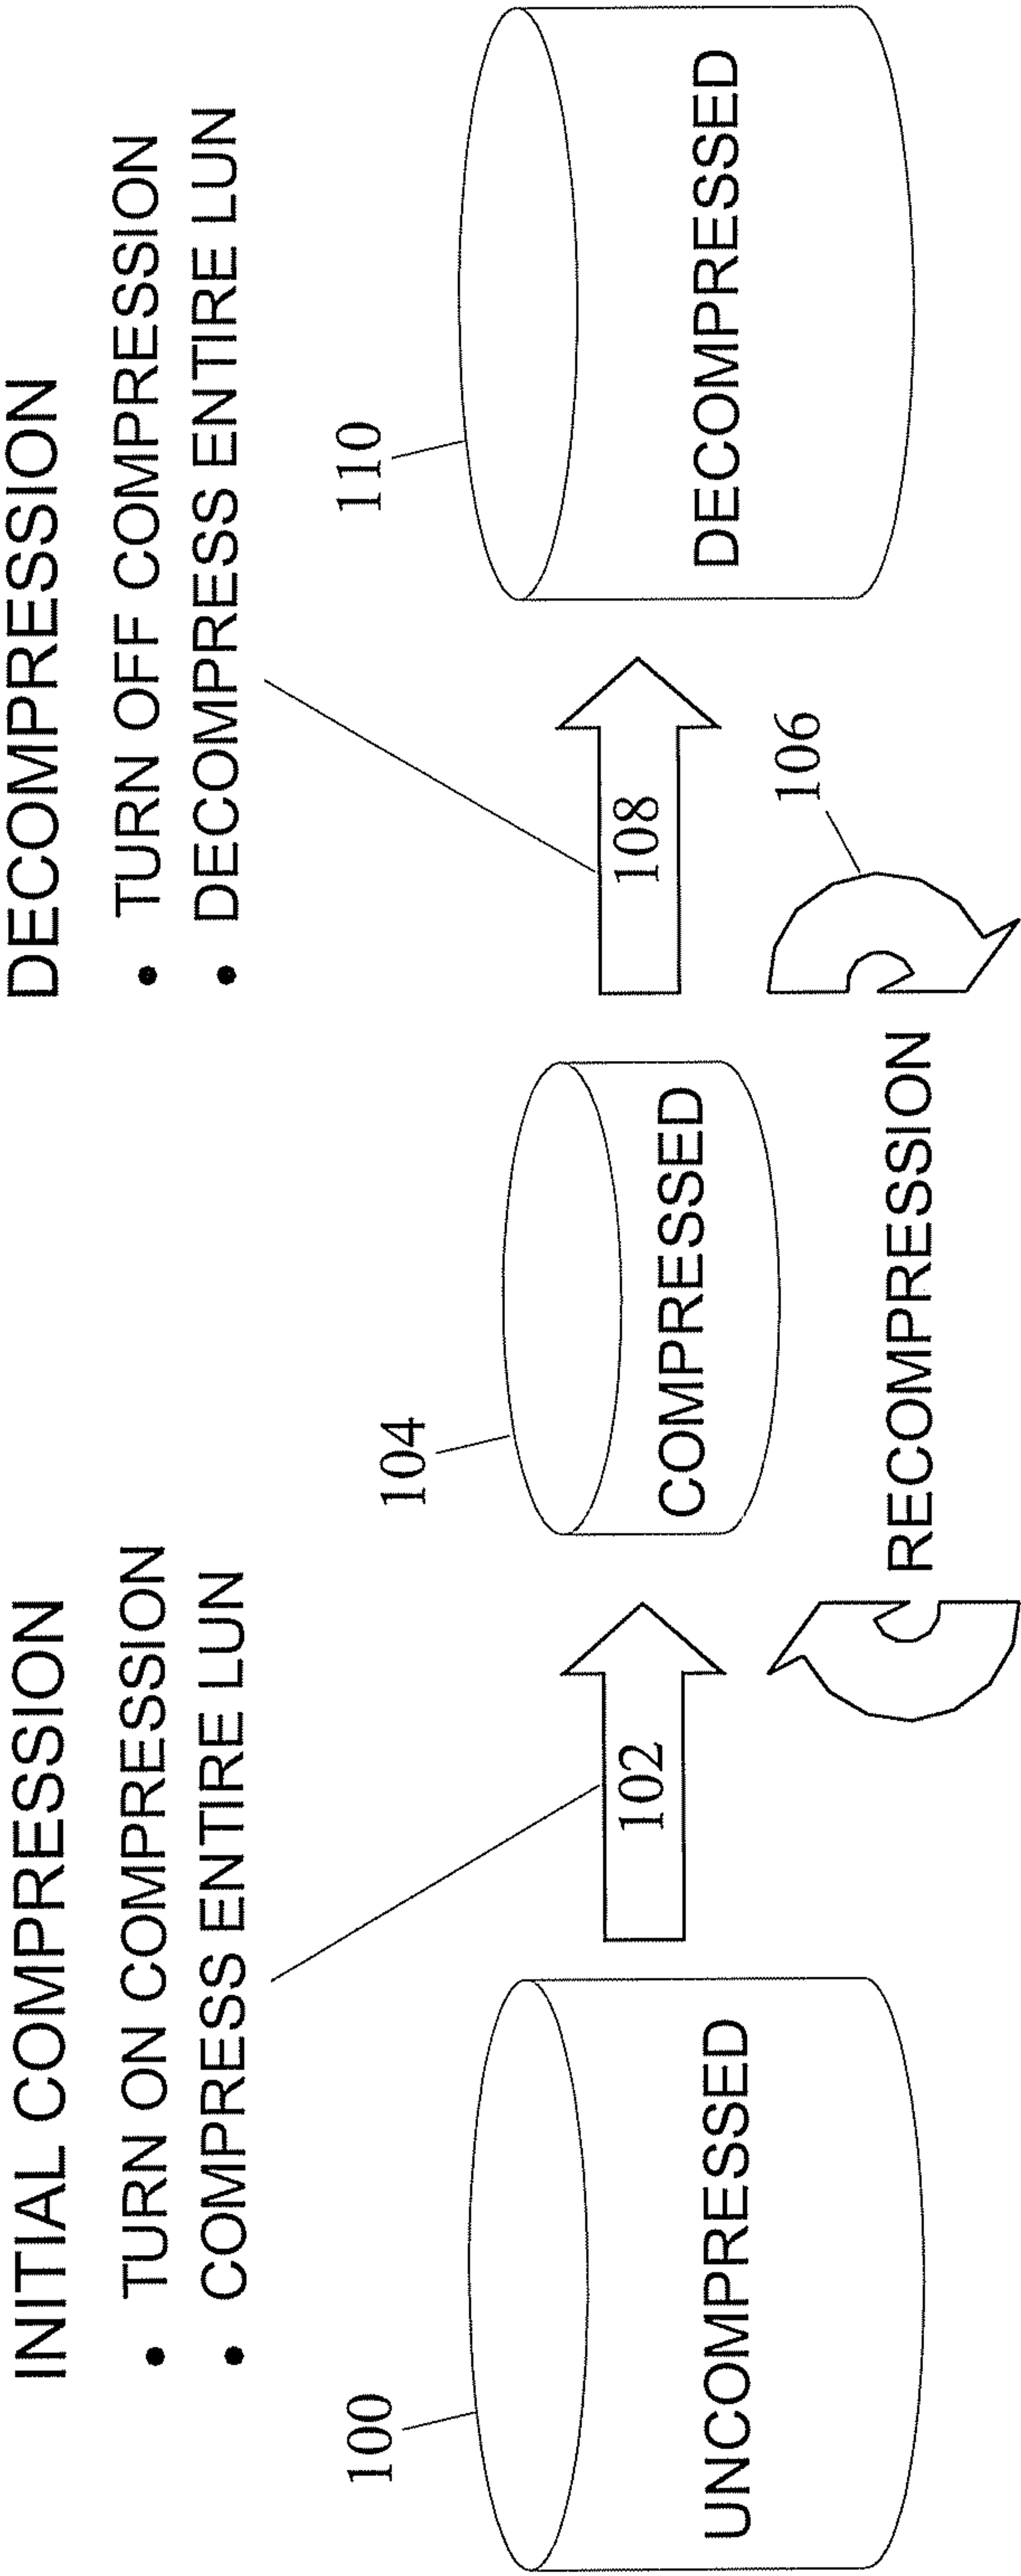 INITIAL COMPRESSION
• TURN ON COMPRESSION
• COMPRESS ENTIRE LUN
DECOMPRESSION
• TURN OFF COMPRESSION
• DECOMPRESS ENTIRE LUN
100
UNCOMPRESSED
102
104
COMPRESSED
RECOMPRESSION
106
108
110
DECOMPRESSED